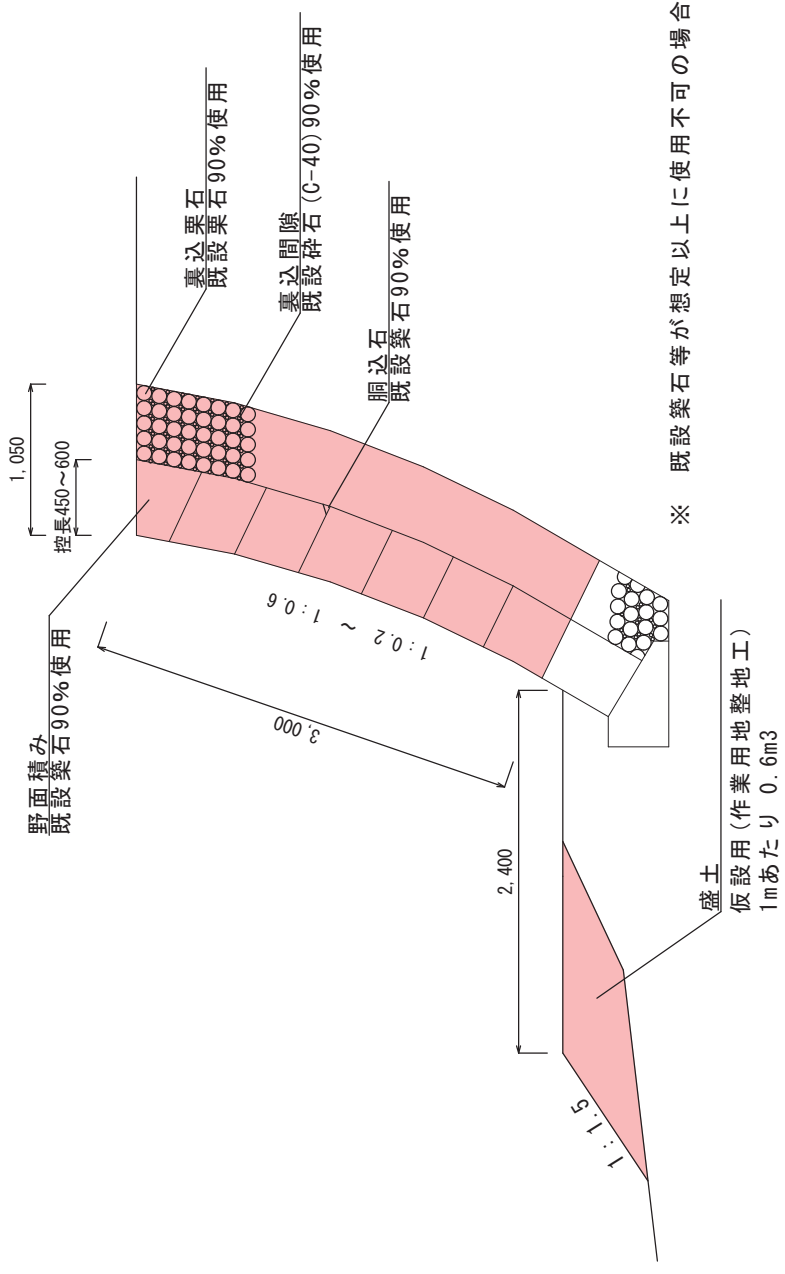 1,050
控長450～600
裏込栗石
既設栗石90%使用
裏込間隙
既設砕石(C-40)90%使用
胴込石
既設築石90%使用
野面積み
既設築石90%使用
3,000
1:0.2 ～ 1:0.6
2,400
1:1.5
盛土
仮設用(作業用地整地工)
1mあたり 0.6m3
※ 既設築石等が想定以上に使用不可の場合